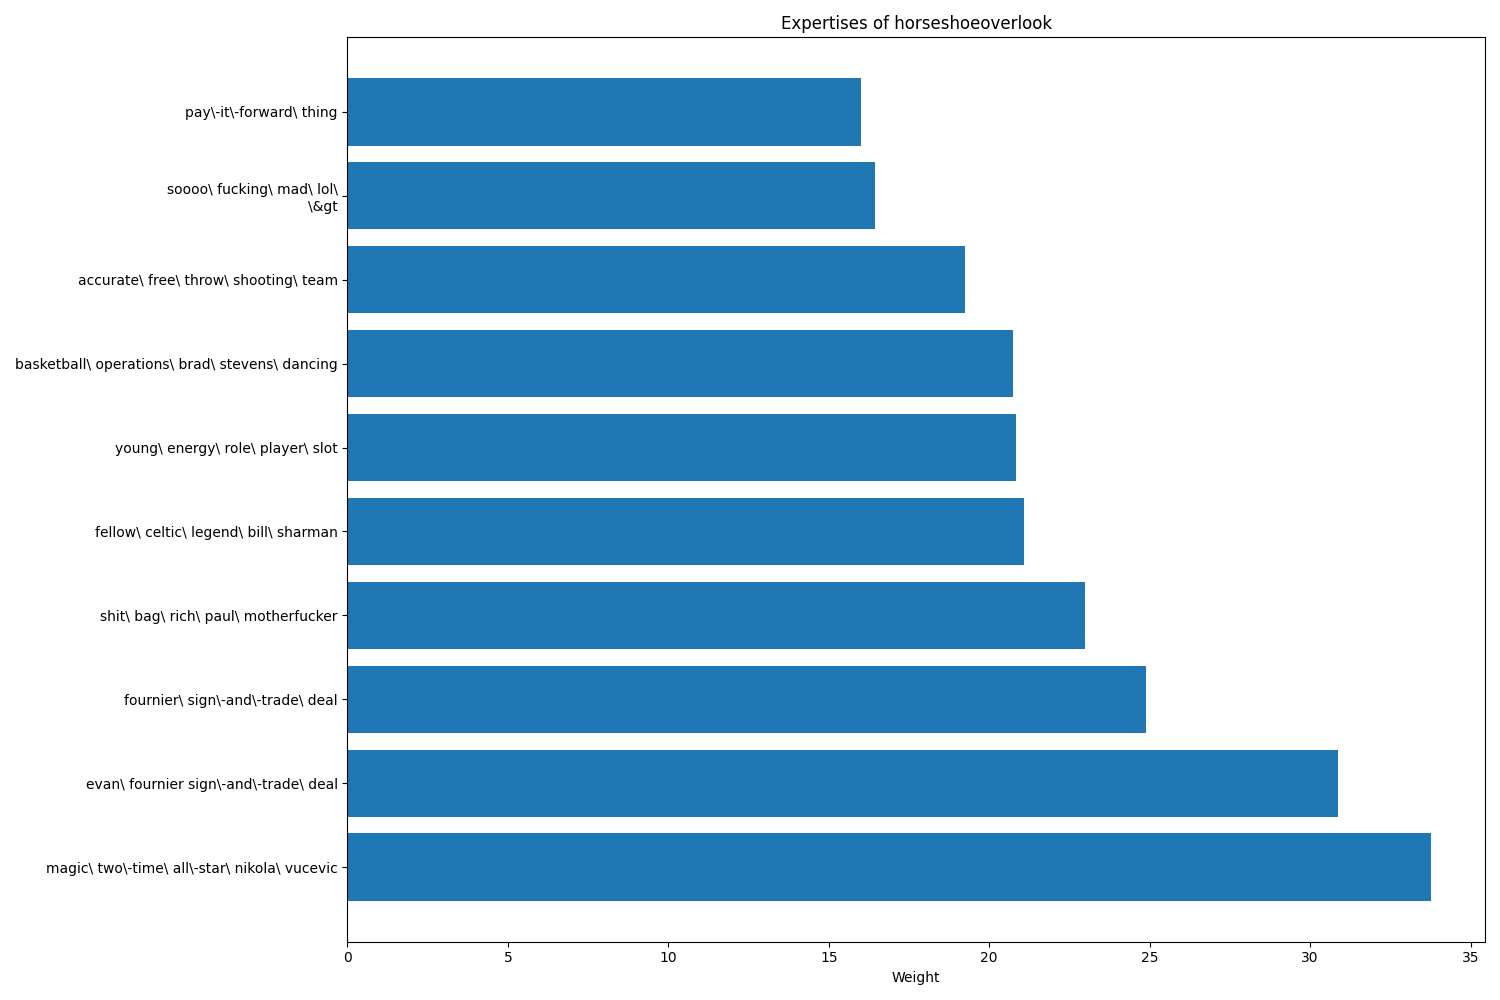 Expertises of horseshoeoverlook
pay\-it\-forward\ thing
soooo\ fucking\ mad\ lol\
\&gt
accurate\ free\ throw\ shooting\ team
basketball\ operations\ brad\ stevens\ dancing
young\ energy\ role\ player\ slot
fellow\ celtic\ legend\ bill\ sharman
shit\ bag\ rich\ paul\ motherfucker
fournier\ sign\-and\-trade\ deal
evan\ fournier sign\-and\-trade\ deal
magic\ two\-time\ all\-star\ nikola\ vucevic
0 5 10 15 20 25 30 35
Weight